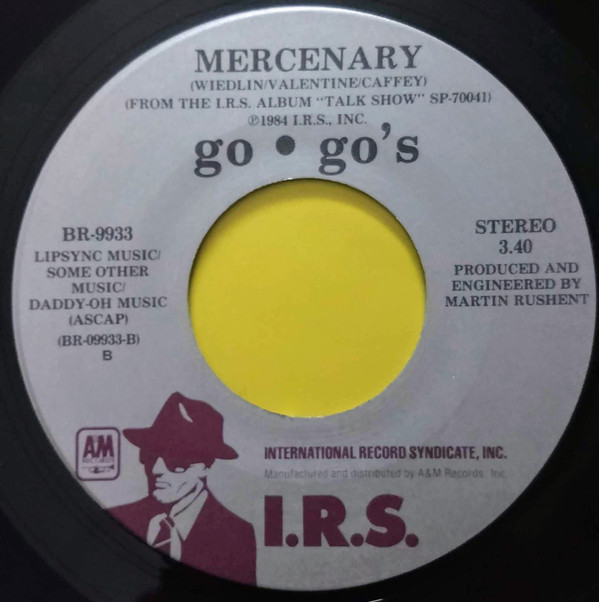 MERCENARY
(WIEDLIN/VALENTINE/CAFFEY)
(FROM THE I.R.S. ALBUM "TALK SHOW" SP-70041)
℗1984 I.R.S., INC.
go • go's
BR-9933
LIPSYNC MUSIC/
SOME OTHER
MUSIC/
DADDY-OH MUSIC
(ASCAP)
(BR-09933-B)
B
STEREO
3.40
PRODUCED AND
ENGINEERED BY
MARTIN RUSHENT
A&M
RECORDS
INTERNATIONAL RECORD SYNDICATE, INC.
Manufactured and distributed by A&M Records, Inc.
I.R.S.